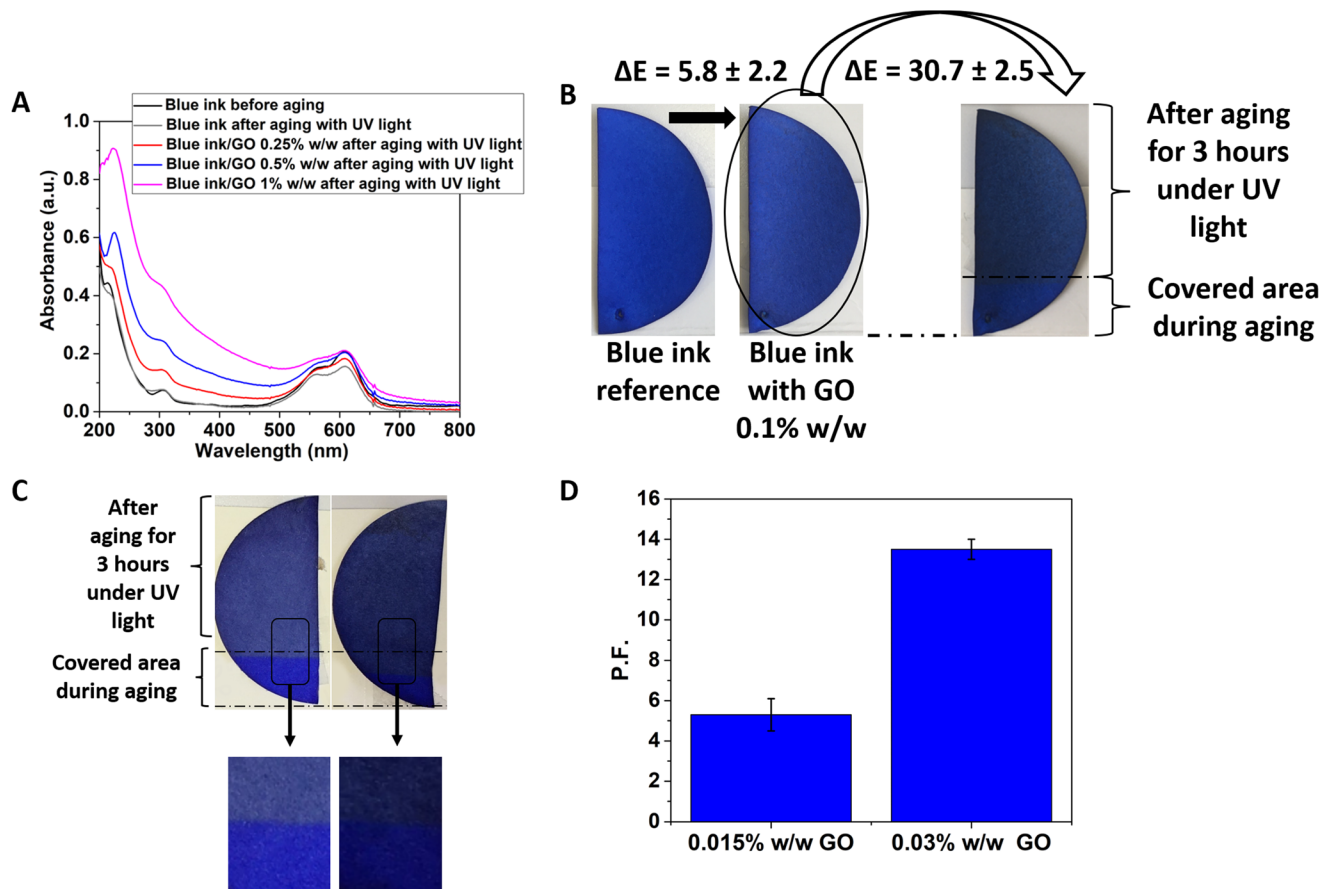 A
Blue ink before aging
Blue ink after aging with UV light
Blue ink/GO 0.25% w/w after aging with UV light
Blue ink/GO 0.5% w/w after aging with UV light
Blue ink/GO 1% w/w after aging with UV light
1.0
0.8
0.6
0.4
0.2
0.0
Absorbance (a.u.)
200 300 400 500 600 700 800
Wavelength (nm)
B
ΔE = 5.8 ± 2.2
ΔE = 30.7 ± 2.5
Blue ink
reference
Blue ink
with GO
0.1% w/w
After aging
for 3 hours
under UV
light
Covered area
during aging
C
After
aging for
3 hours
under UV
light
Covered area
during aging
D
16
14
12
10
8
6
4
2
0
P.F.
0.015% w/w GO
0.03% w/w GO